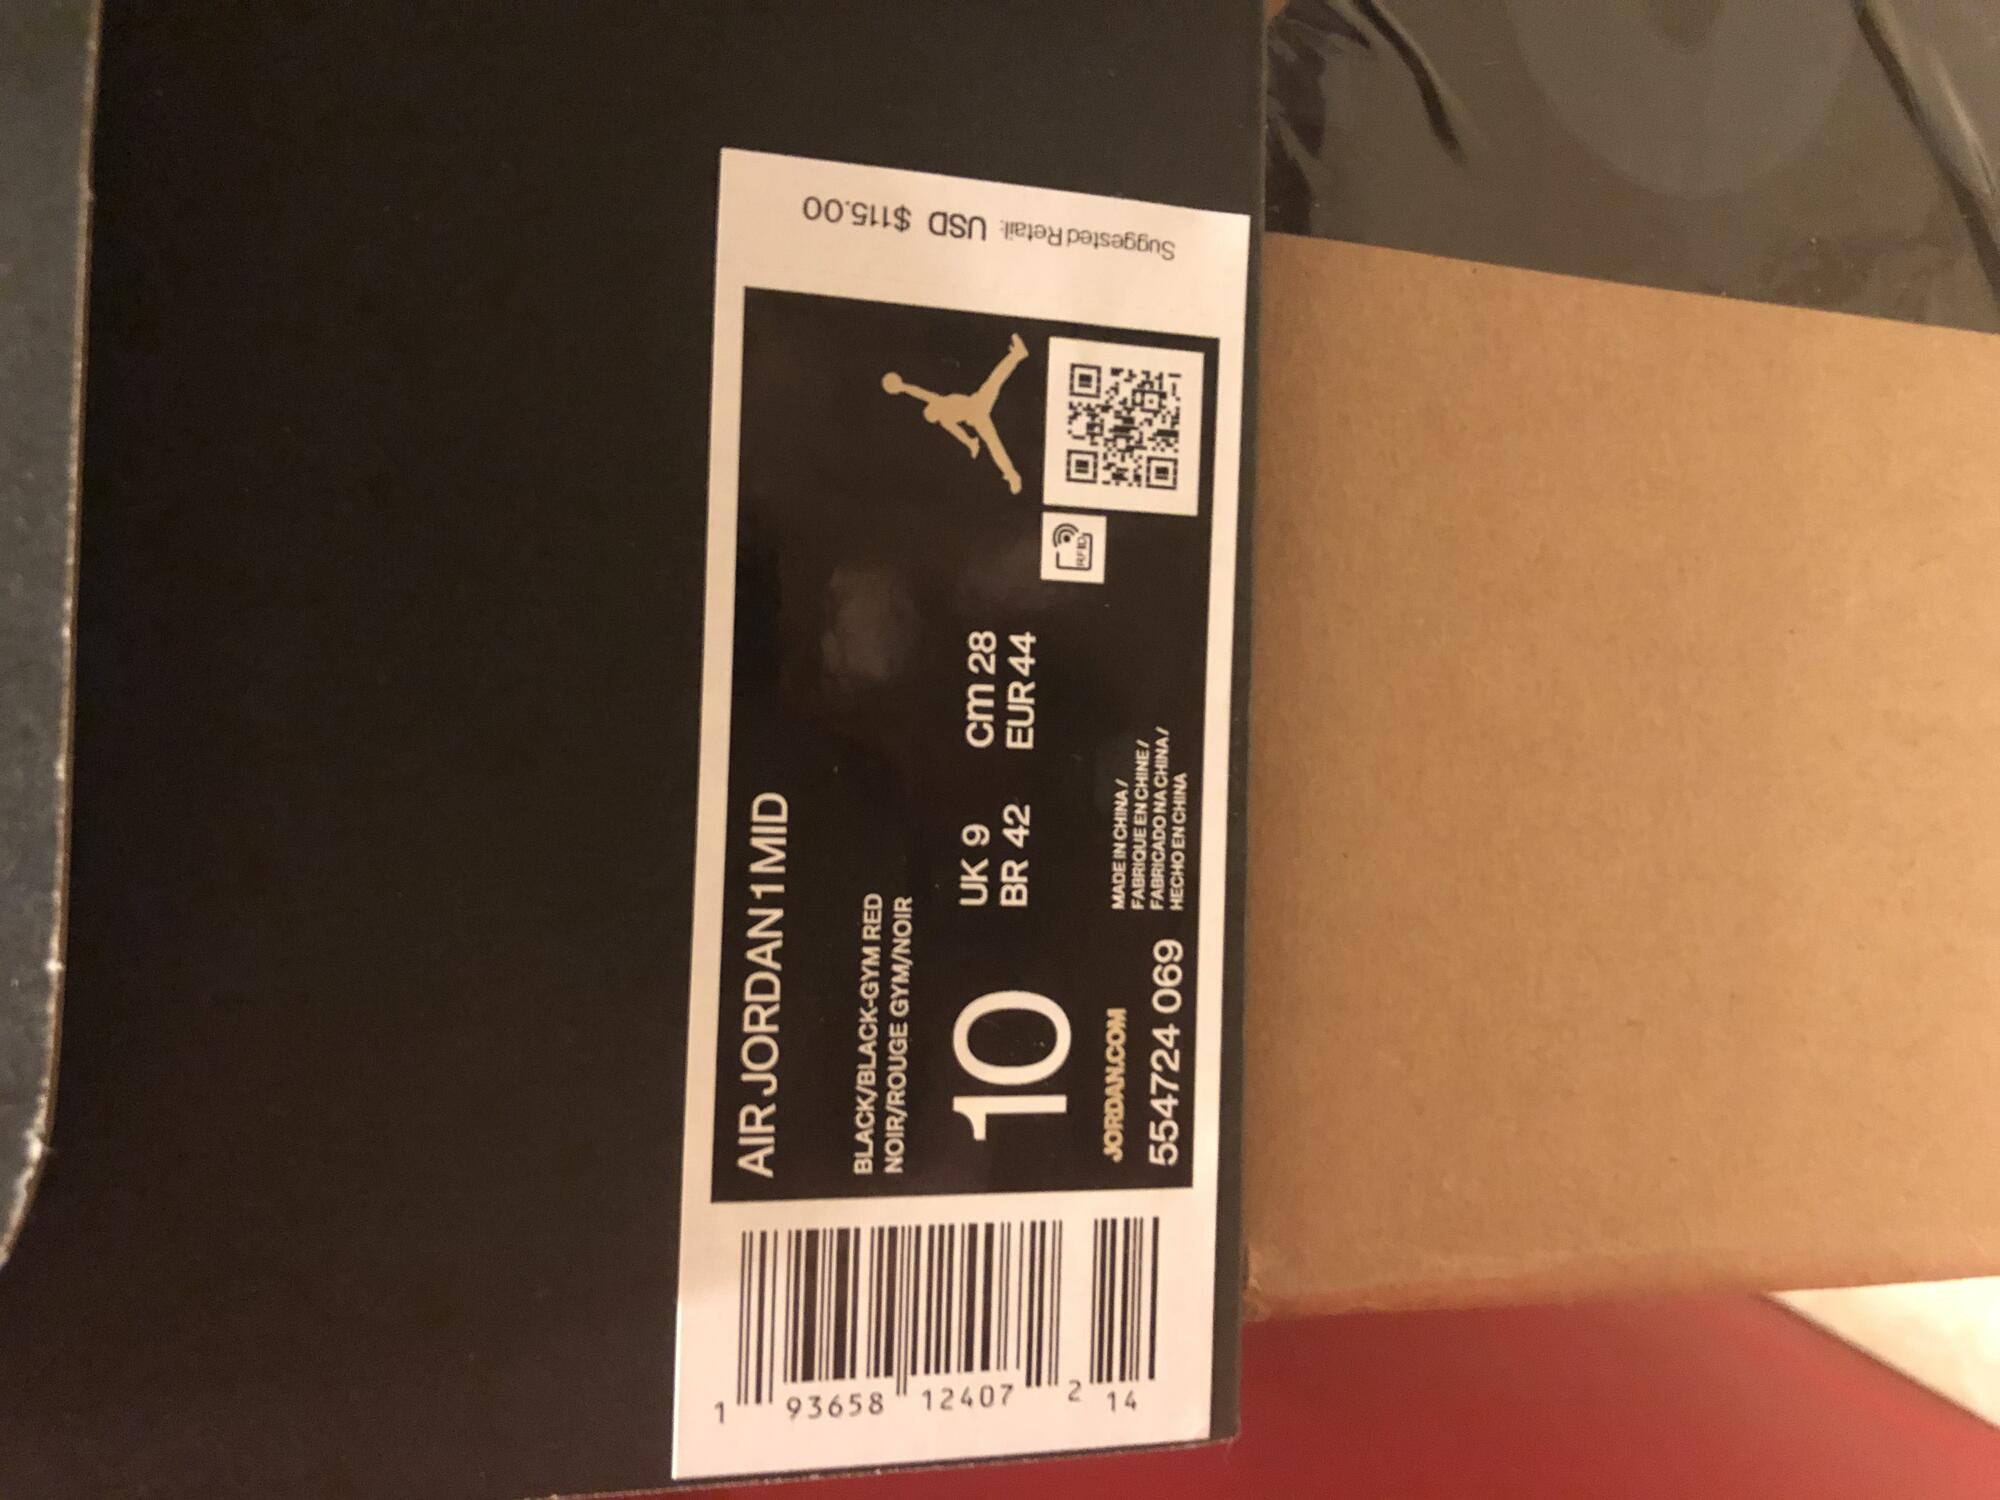 Suggested Retail: USD $115.00
AIR JORDAN 1 MID
BLACK/BLACK-GYM RED
NOIR/ROUGE GYM/NOIR
10
UK 9 cm 28
BR 42 EUR 44
RFID
JORDAN.COM
554724 069
MADE IN CHINA /
FABRIQUE EN CHINE /
FABRICADO NA CHINA /
HECHO EN CHINA
1 93658 12407 2 14